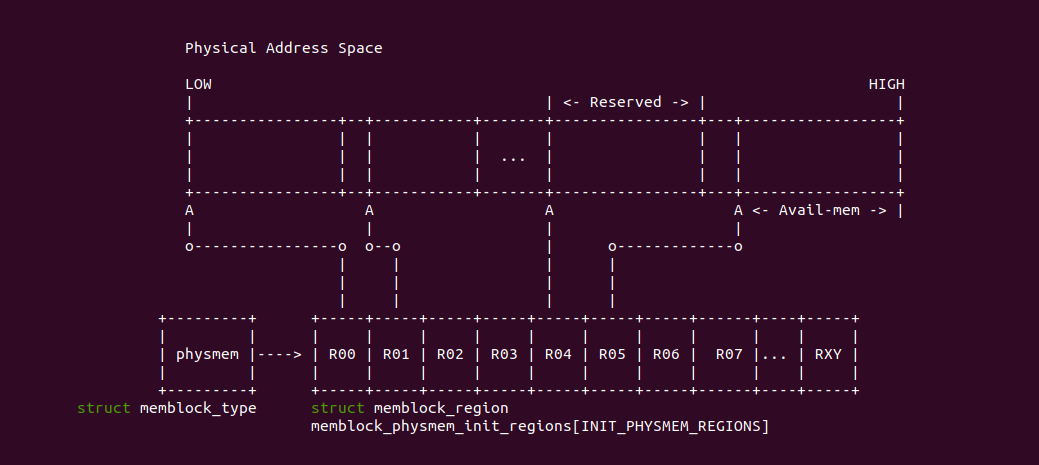 Physical Address Space
LOW HIGH
<- Reserved ->
...
A A A A <- Avail-mem ->
o o o o o o
physmem ----> R00 R01 R02 R03 R04 R05 R06 R07 ... RXY
struct memblock_type struct memblock_region
memblock_physmem_init_regions[INIT_PHYSMEM_REGIONS]